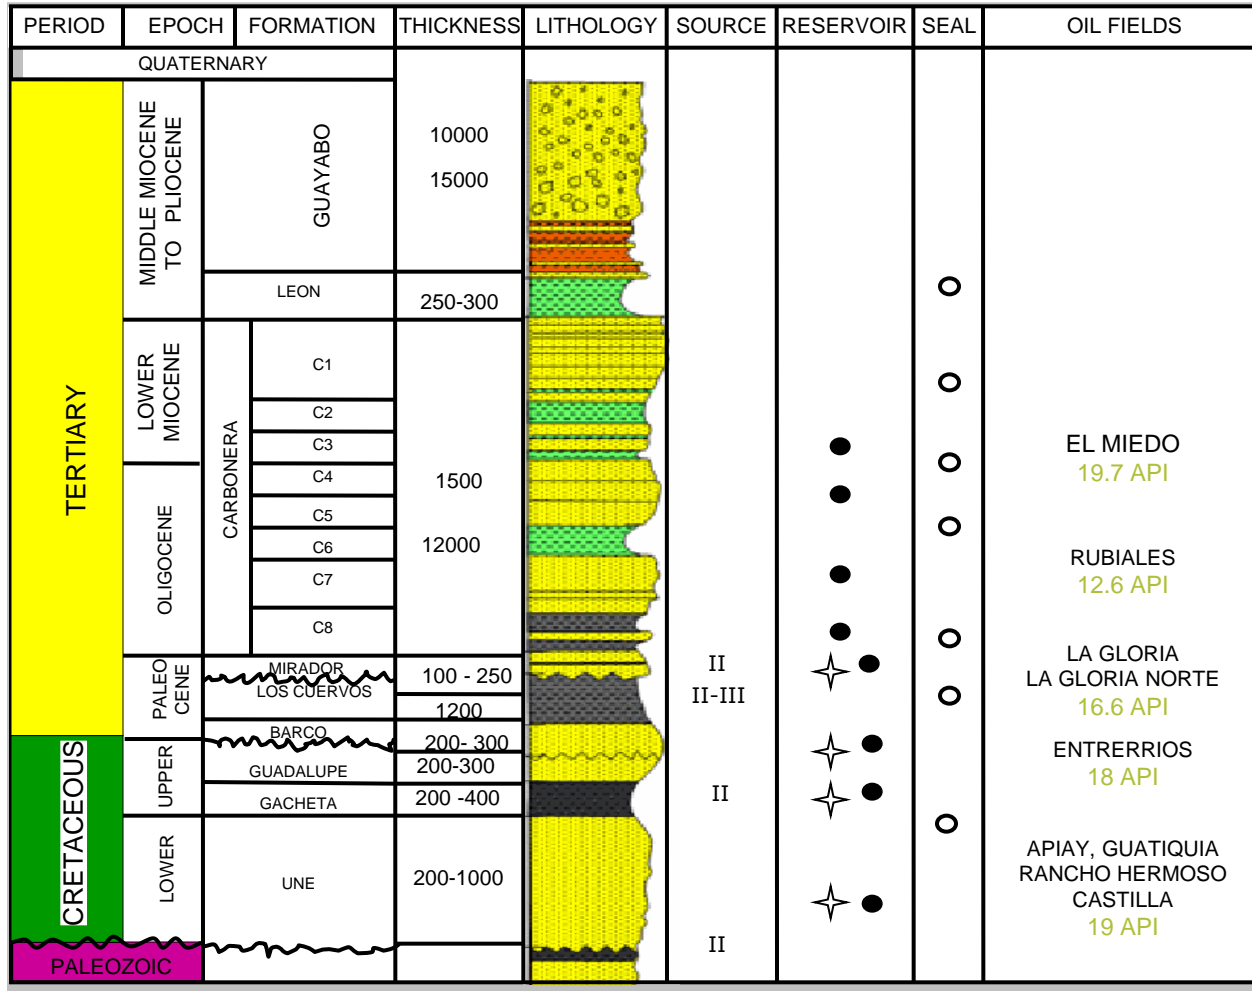 PERIOD EPOCH FORMATION THICKNESS LITHOLOGY SOURCE RESERVOIR SEAL OIL FIELDS
QUATERNARY
TERTIARY
MIDDLE MIOCENE
TO PLIOCENE
GUAYABO
10000
15000
LEON
250-300
LOWER
MIOCENE
CARBONERA
C1
C2
C3
C4
C5
C6
C7
C8
1500
12000
EL MIEDO
19.7 API
OLIGOCENE
RUBIALES
12.6 API
PALEO
CENE
MIRADOR
100 - 250
II
LOS CUERVOS
1200
II-III
LA GLORIA
LA GLORIA NORTE
16.6 API
BARCO
200- 300
CRETACEOUS
UPPER
GUADALUPE
200-300
ENTRERRIOS
18 API
GACHETA
200 -400
II
LOWER
UNE
200-1000
APIAY, GUATIQUIA
RANCHO HERMOSO
CASTILLA
19 API
II
PALEOZOIC